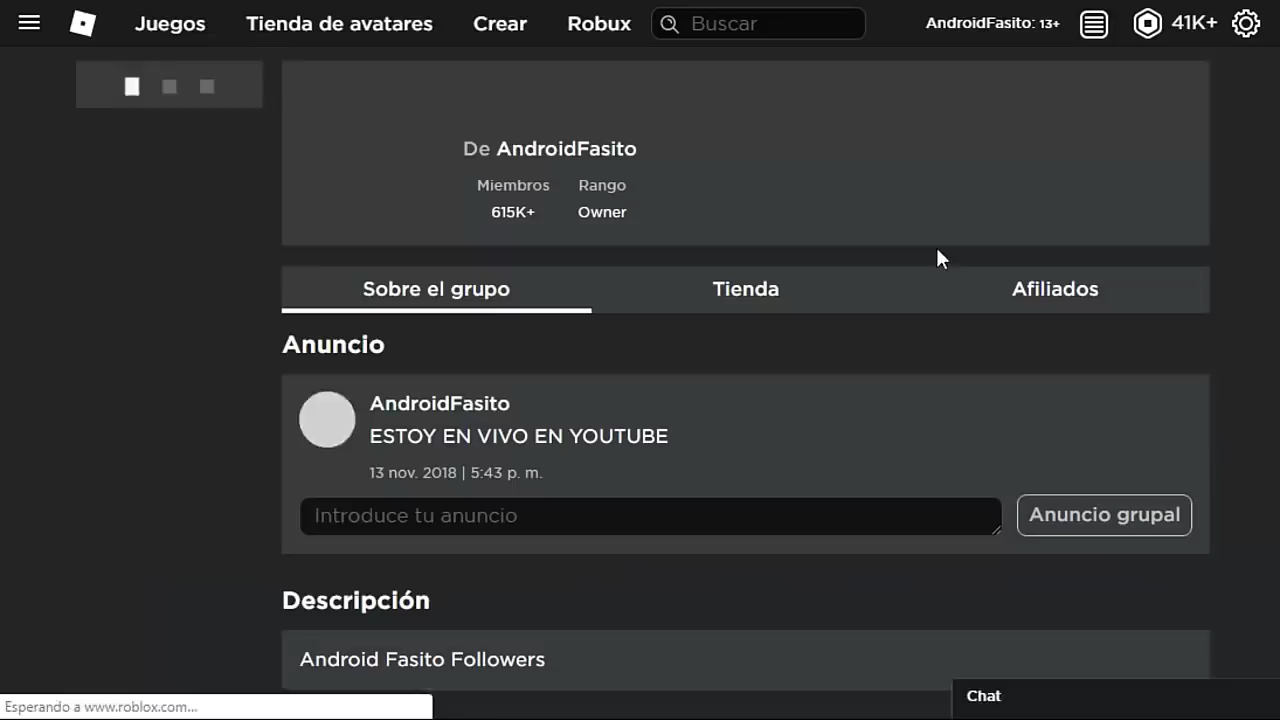 Juegos Tienda de avatares Crear Robux Buscar AndroidFasito: 13+ 41K+
De AndroidFasito
Miembros Rango
615K+ Owner
Sobre el grupo Tienda Afiliados
Anuncio
AndroidFasito
ESTOY EN VIVO EN YOUTUBE
13 nov. 2018 | 5:43 p. m.
Introduce tu anuncio Anuncio grupal
Descripción
Android Fasito Followers
Chat
Esperando a www.roblox.com...